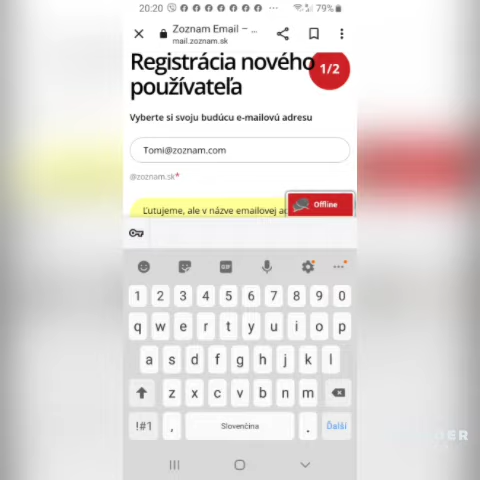 20:20 79%
Zoznam Email – ...
mail.zoznam.sk
Registrácia nového
používateľa
1/2
Vyberte si svoju budúcu e-mailovú adresu
Tomi@zoznam.com
@zoznam.sk*
Offline
Ľutujeme, ale v názve emailovej ag
GIF
1 2 3 4 5 6 7 8 9 0
q w e r t y u i o p
a s d f g h j k l
z x c v b n m
!#1 , Slovenčina . Ďalší